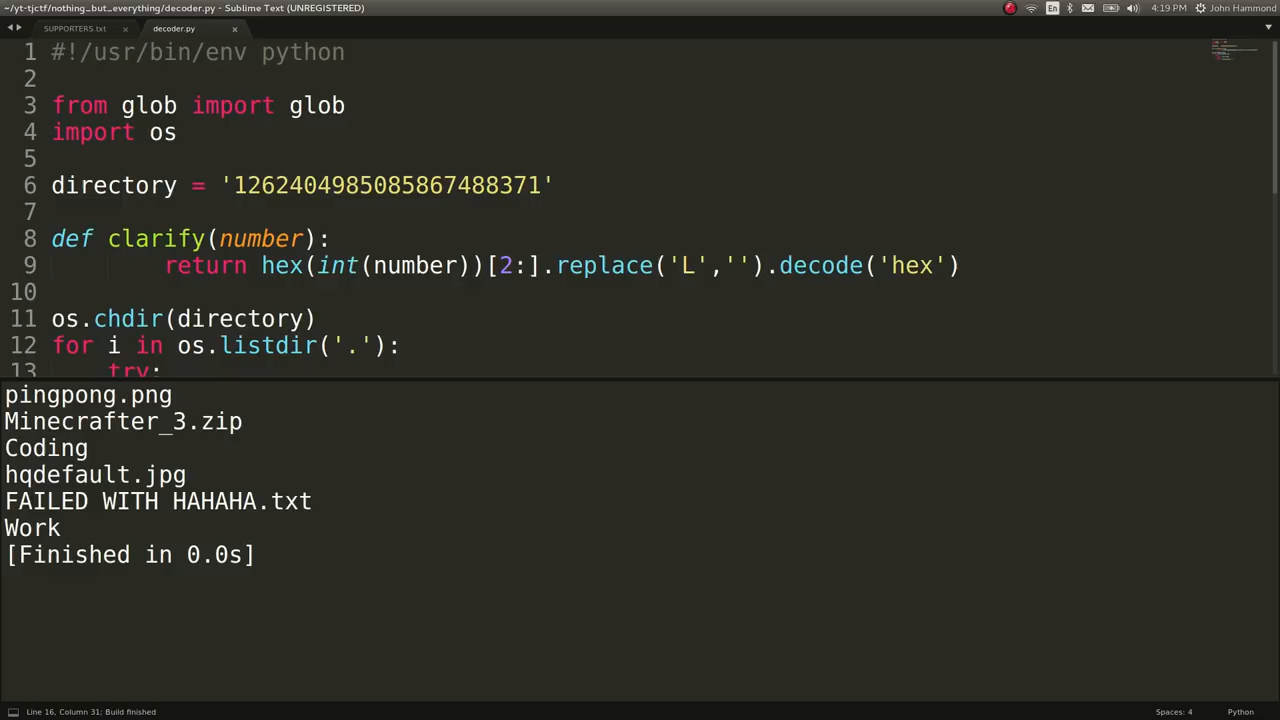 ~/yt-tjctf/nothing_but_everything/decoder.py - Sublime Text (UNREGISTERED)
En
4:19 PM
John Hammond
SUPPORTERS.txt ×
decoder.py ×
1 #!/usr/bin/env python
2
3 from glob import glob
4 import os
5
6 directory = '1262404985085867488371'
7
8 def clarify(number):
9 return hex(int(number))[2:].replace('L','').decode('hex')
10
11 os.chdir(directory)
12 for i in os.listdir('.'):
13 try:
pingpong.png
Minecrafter_3.zip
Coding
hqdefault.jpg
FAILED WITH HAHAHA.txt
Work
[Finished in 0.0s]
Line 16, Column 31; Build finished
Spaces: 4
Python